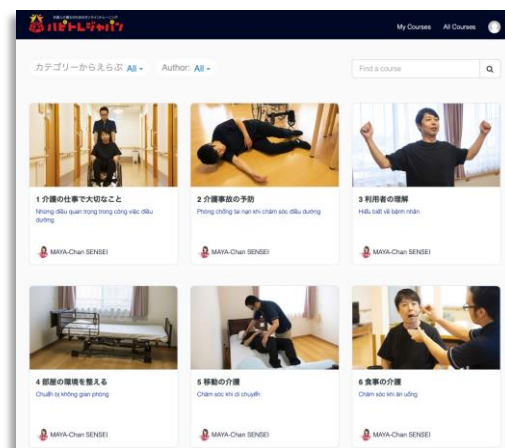 ハピトレジャパン
My Courses
All Courses
カテゴリーからえらぶ All
Author: All
Find a course
1 介護の仕事で大切なこと
Những điều quan trọng trong công việc điều
dưỡng
MAYA-Chan SENSEI
2 介護事故の予防
Phòng chống tai nạn khi chăm sóc điều dưỡng
MAYA-Chan SENSEI
3 利用者の理解
Hiểu biết về bệnh nhân
MAYA-Chan SENSEI
4 部屋の環境を整える
Chuẩn bị không gian phòng
MAYA-Chan SENSEI
5 移動の介護
Chăm sóc khi di chuyển
MAYA-Chan SENSEI
6 食事の介護
Chăm sóc khi ăn uống
MAYA-Chan SENSEI